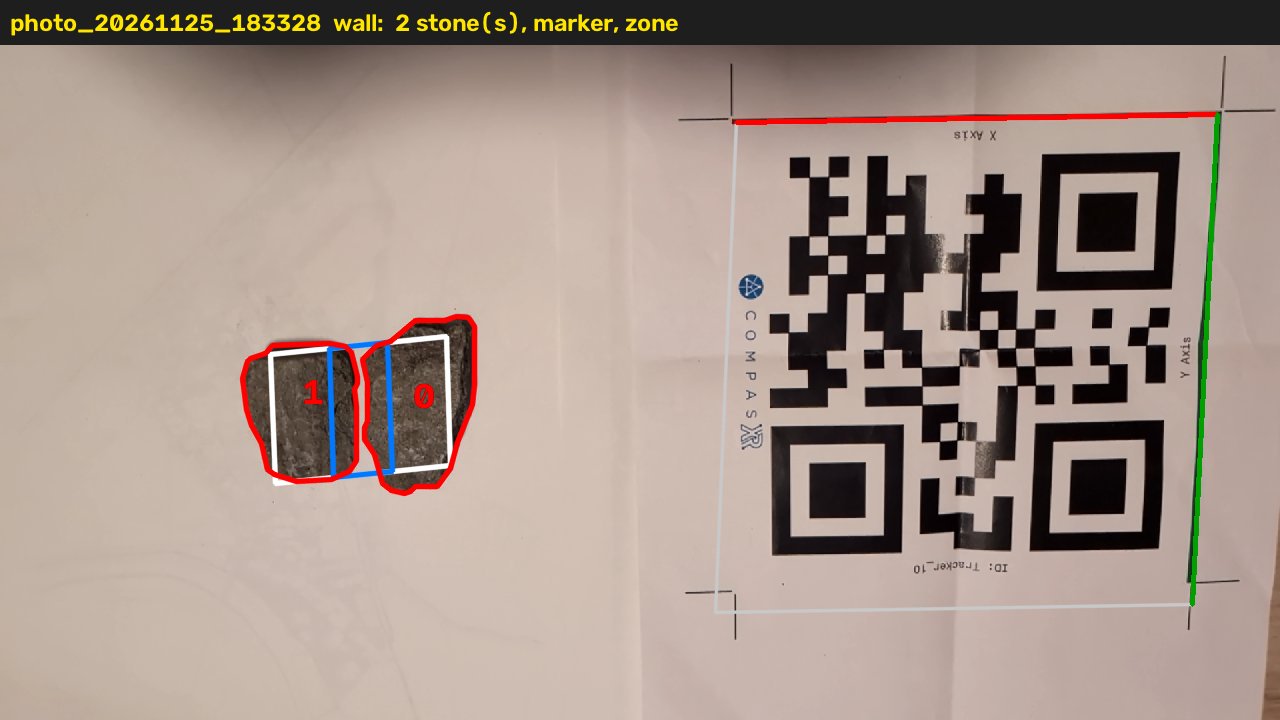 photo_20261125_183328 wall: 2 stone(s), marker, zone
X Axis
COMPAS XR
Y Axis
1
0
ID: Tracker_10